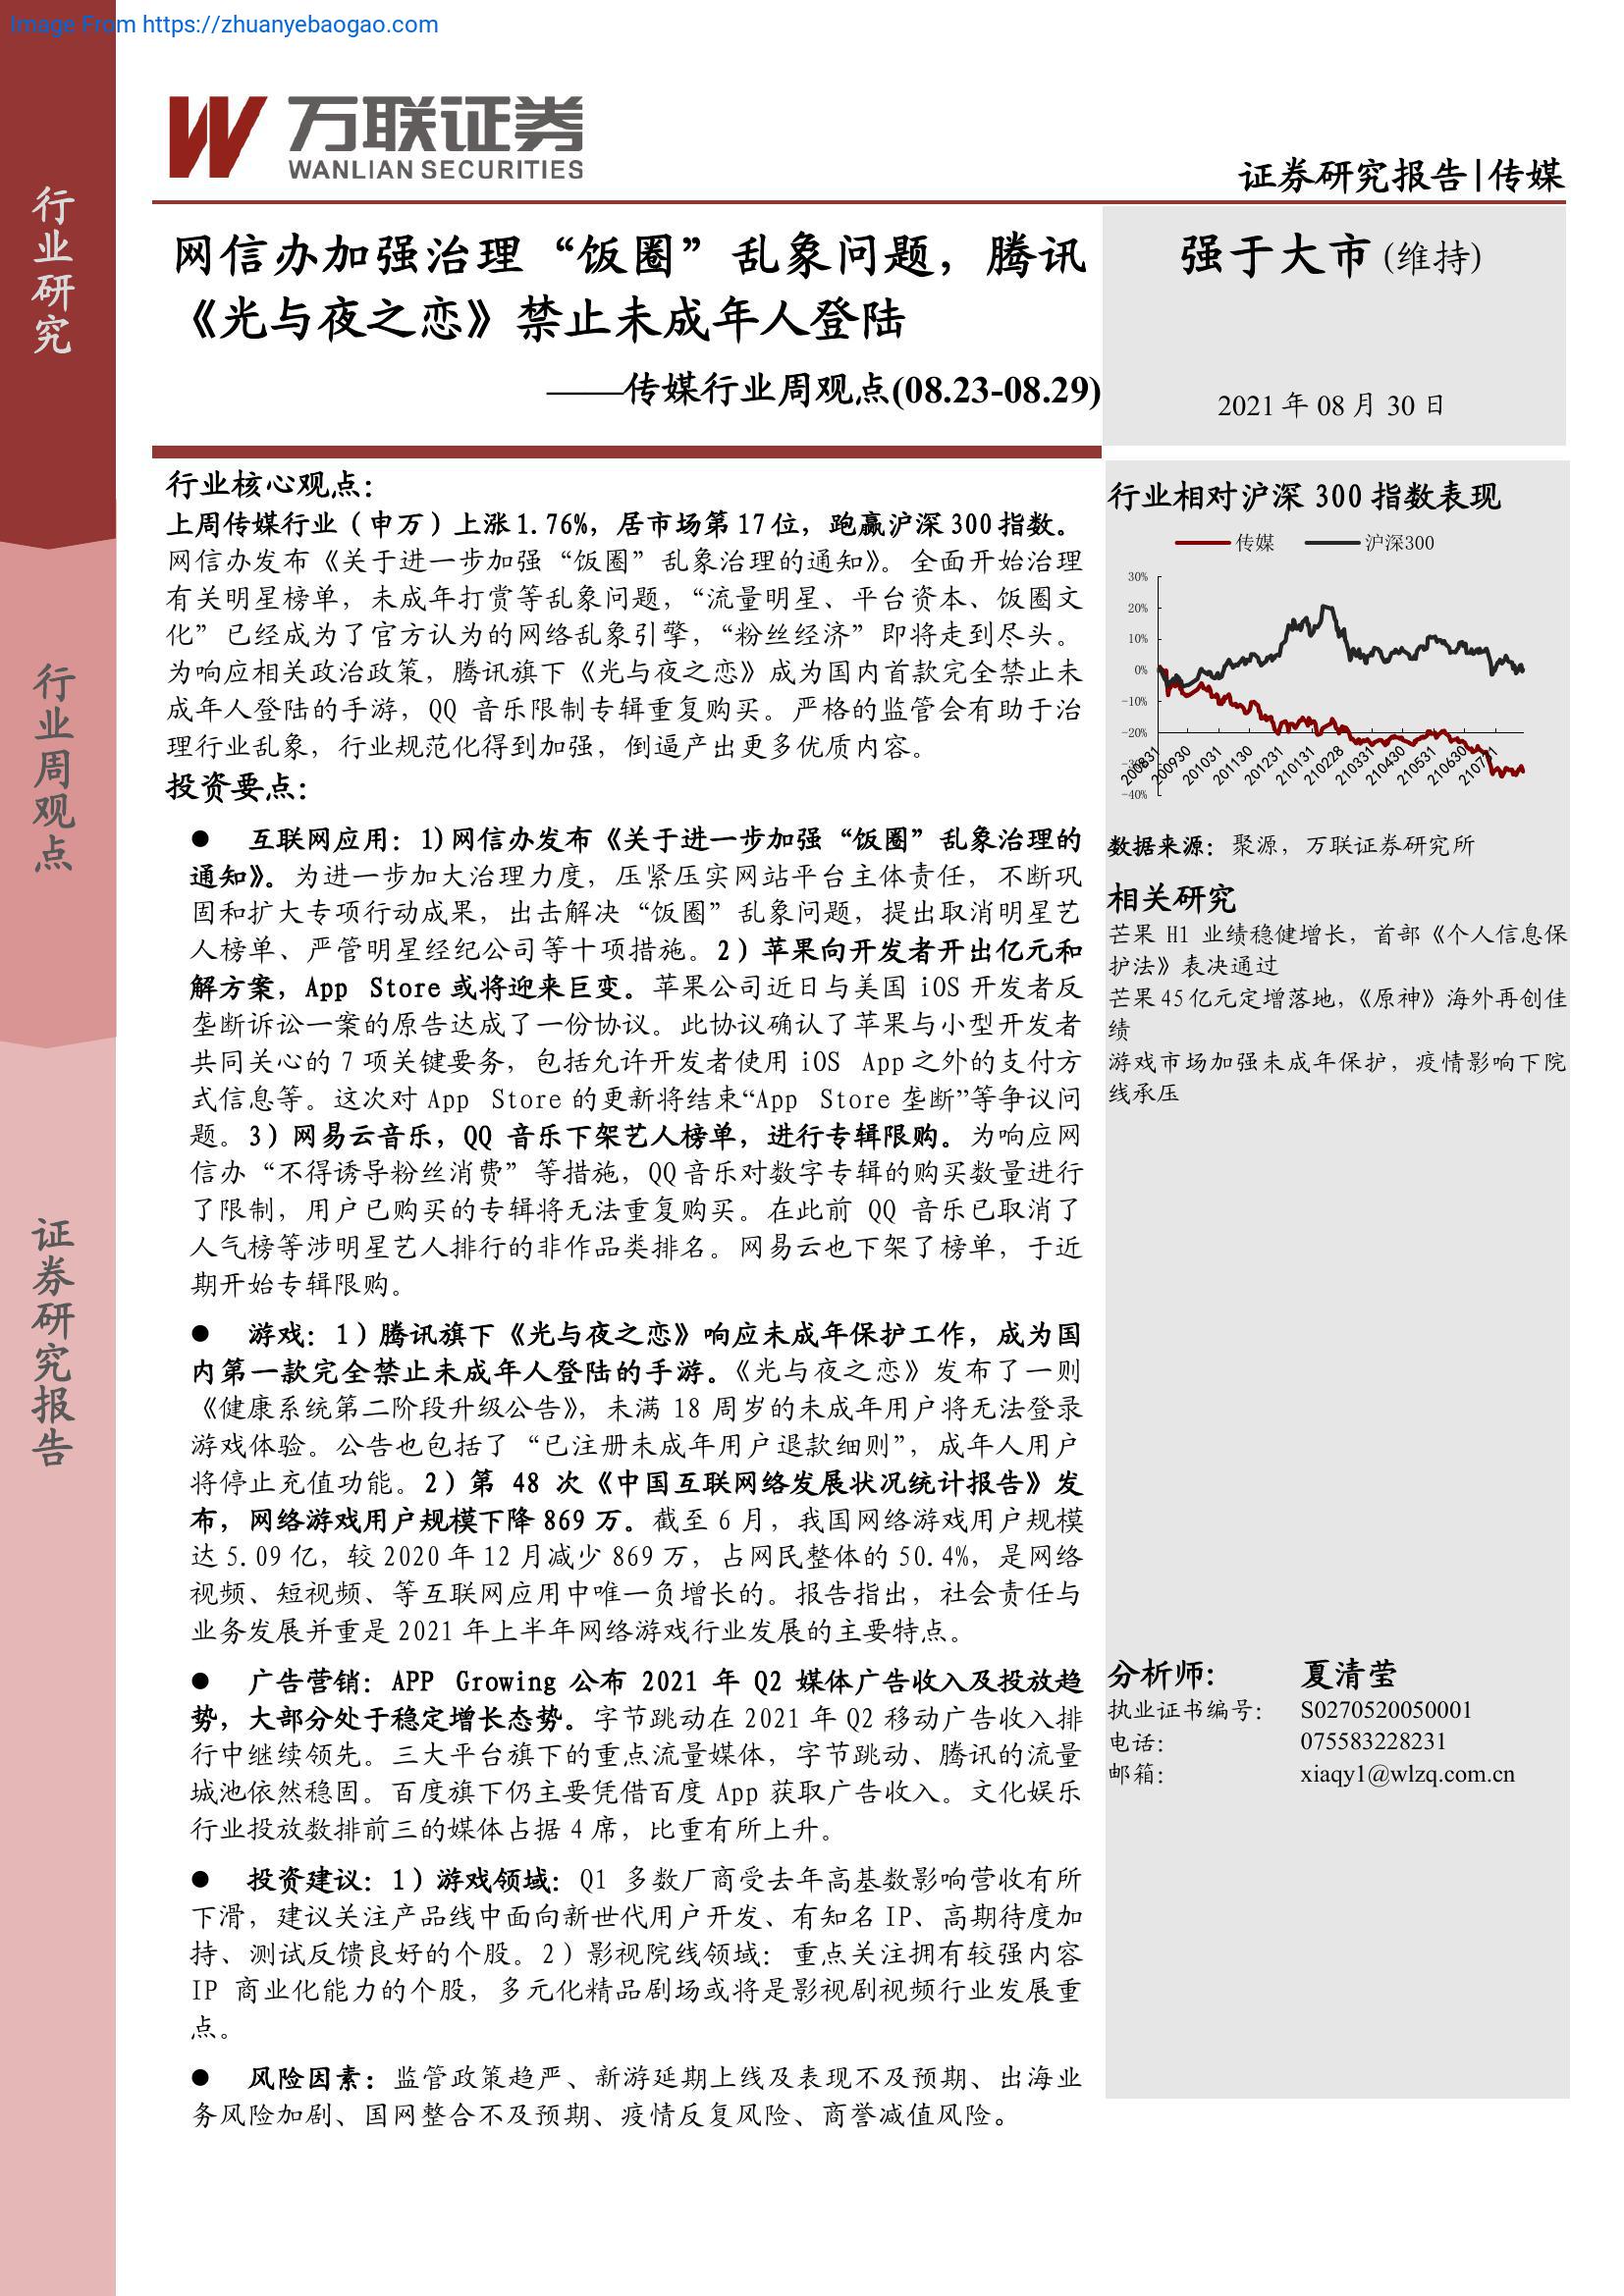 Image From https://zhuanyebaogao.com
万联证券
WANLIAN SECURITIES
证券研究报告|传媒
行业研究
行业周观点
证券研究报告
网信办加强治理“饭圈”乱象问题，腾讯
《光与夜之恋》禁止未成年人登陆
——传媒行业周观点(08.23-08.29)
强于大市(维持)
2021 年 08 月 30 日
行业核心观点：
上周传媒行业（申万）上涨1.76%，居市场第17位，跑赢沪深300指数。
网信办发布《关于进一步加强“饭圈”乱象治理的通知》。全面开始治理
有关明星榜单，未成年打赏等乱象问题，“流量明星、平台资本、饭圈文
化”已经成为了官方认为的网络乱象引擎，“粉丝经济”即将走到尽头。
为响应相关政治政策，腾讯旗下《光与夜之恋》成为国内首款完全禁止未
成年人登陆的手游，QQ 音乐限制专辑重复购买。严格的监管会有助于治
理行业乱象，行业规范化得到加强，倒逼产出更多优质内容。
投资要点：
● 互联网应用：1)网信办发布《关于进一步加强“饭圈”乱象治理的
通知》。为进一步加大治理力度，压紧压实网站平台主体责任，不断巩
固和扩大专项行动成果，出击解决“饭圈”乱象问题，提出取消明星艺
人榜单、严管明星经纪公司等十项措施。2）苹果向开发者开出亿元和
解方案，App Store 或将迎来巨变。苹果公司近日与美国 iOS 开发者反
垄断诉讼一案的原告达成了一份协议。此协议确认了苹果与小型开发者
共同关心的 7 项关键要务，包括允许开发者使用 iOS App 之外的支付方
式信息等。这次对 App Store 的更新将结束“App Store 垄断”等争议问
题。3）网易云音乐，QQ 音乐下架艺人榜单，进行专辑限购。为响应网
信办“不得诱导粉丝消费”等措施，QQ 音乐对数字专辑的购买数量进行
了限制，用户已购买的专辑将无法重复购买。在此前 QQ 音乐已取消了
人气榜等涉明星艺人排行的非作品类排名。网易云也下架了榜单，于近
期开始专辑限购。
● 游戏：1）腾讯旗下《光与夜之恋》响应未成年保护工作，成为国
内第一款完全禁止未成年人登陆的手游。《光与夜之恋》发布了一则
《健康系统第二阶段升级公告》，未满 18 周岁的未成年用户将无法登录
游戏体验。公告也包括了“已注册未成年用户退款细则”，成年人用户
将停止充值功能。2）第 48 次《中国互联网络发展状况统计报告》发
布，网络游戏用户规模下降 869 万。截至 6 月，我国网络游戏用户规模
达 5.09 亿，较 2020 年 12 月减少 869 万，占网民整体的 50.4%，是网络
视频、短视频、等互联网应用中唯一负增长的。报告指出，社会责任与
业务发展并重是 2021 年上半年网络游戏行业发展的主要特点。
● 广告营销：APP Growing 公布 2021 年 Q2 媒体广告收入及投放趋
势，大部分处于稳定增长态势。字节跳动在 2021 年 Q2 移动广告收入排
行中继续领先。三大平台旗下的重点流量媒体，字节跳动、腾讯的流量
城池依然稳固。百度旗下仍主要凭借百度 App 获取广告收入。文化娱乐
行业投放数排前三的媒体占据 4 席，比重有所上升。
● 投资建议：1）游戏领域：Q1 多数厂商受去年高基数影响营收有所
下滑，建议关注产品线中面向新世代用户开发、有知名 IP、高期待度加
持、测试反馈良好的个股。2）影视院线领域：重点关注拥有较强内容
IP 商业化能力的个股，多元化精品剧场或将是影视剧视频行业发展重
点。
● 风险因素：监管政策趋严、新游延期上线及表现不及预期、出海业
务风险加剧、国网整合不及预期、疫情反复风险、商誉减值风险。
行业相对沪深 300 指数表现
传媒 沪深300
30%
20%
10%
0%
-10%
-20%
-30%
-40%
200831 200930 201031 201130 201231 210131 210228 210331 210430 210531 210630 210731
数据来源：聚源，万联证券研究所
相关研究
芒果 H1 业绩稳健增长，首部《个人信息保
护法》表决通过
芒果45亿元定增落地，《原神》海外再创佳
绩
游戏市场加强未成年保护，疫情影响下院
线承压
分析师: 夏清莹
执业证书编号: S0270520050001
电话: 075583228231
邮箱: xiaqy1@wlzq.com.cn